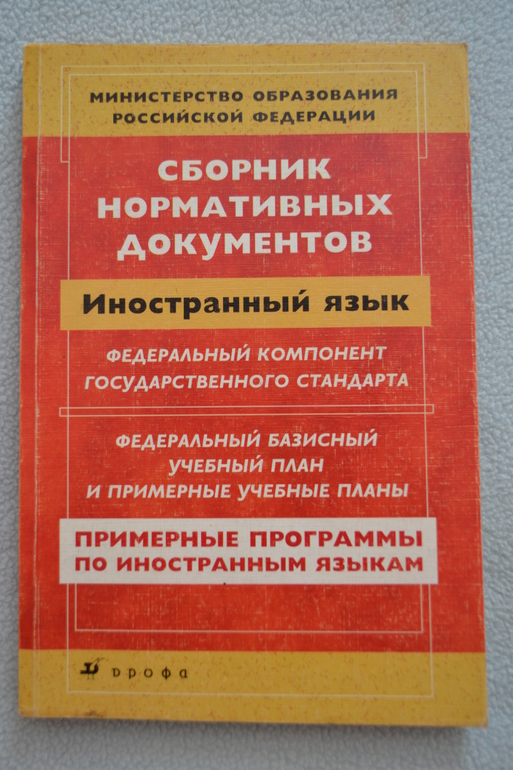 МИНИСТЕРСТВО ОБРАЗОВАНИЯ
РОССИЙСКОЙ ФЕДЕРАЦИИ
СБОРНИК
НОРМАТИВНЫХ
ДОКУМЕНТОВ
Иностранный язык
ФЕДЕРАЛЬНЫЙ КОМПОНЕНТ
ГОСУДАРСТВЕННОГО СТАНДАРТА
ФЕДЕРАЛЬНЫЙ БАЗИСНЫЙ
УЧЕБНЫЙ ПЛАН
И ПРИМЕРНЫЕ УЧЕБНЫЕ ПЛАНЫ
ПРИМЕРНЫЕ ПРОГРАММЫ
ПО ИНОСТРАННЫМ ЯЗЫКАМ
дрофа